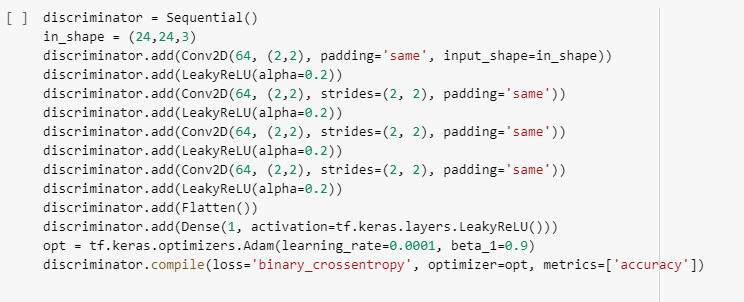 [ ] discriminator = Sequential()
in_shape = (24,24,3)
discriminator.add(Conv2D(64, (2,2), padding='same', input_shape=in_shape))
discriminator.add(LeakyReLU(alpha=0.2))
discriminator.add(Conv2D(64, (2,2), strides=(2, 2), padding='same'))
discriminator.add(LeakyReLU(alpha=0.2))
discriminator.add(Conv2D(64, (2,2), strides=(2, 2), padding='same'))
discriminator.add(LeakyReLU(alpha=0.2))
discriminator.add(Conv2D(64, (2,2), strides=(2, 2), padding='same'))
discriminator.add(LeakyReLU(alpha=0.2))
discriminator.add(Flatten())
discriminator.add(Dense(1, activation=tf.keras.layers.LeakyReLU()))
opt = tf.keras.optimizers.Adam(learning_rate=0.0001, beta_1=0.9)
discriminator.compile(loss='binary_crossentropy', optimizer=opt, metrics=['accuracy'])